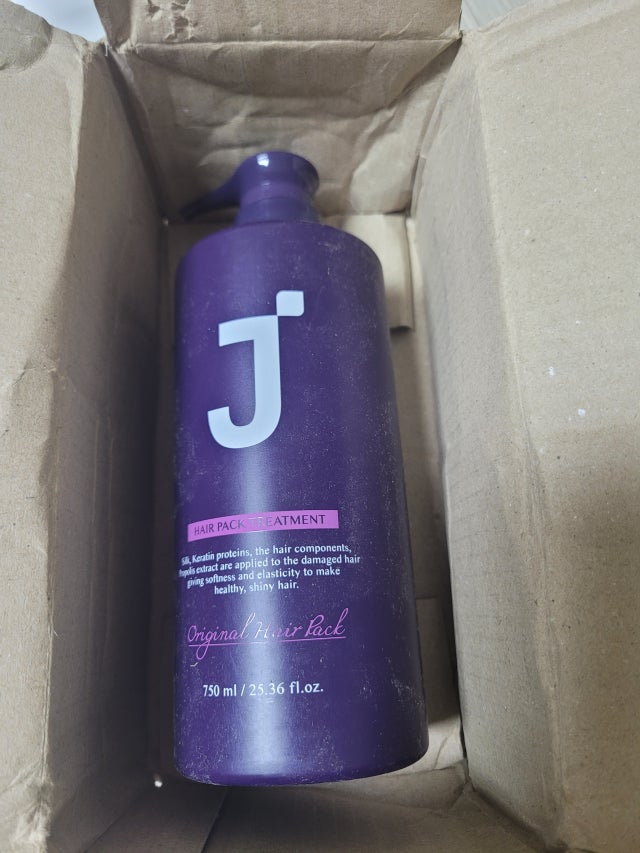 J
HAIR PACK TREATMENT
Silk, Keratin proteins, the hair components,
Propolis extract are applied to the damaged hair
giving softness and elasticity to make
healthy, shiny hair.
Original Hair Pack
750 ml / 25.36 fl.oz.